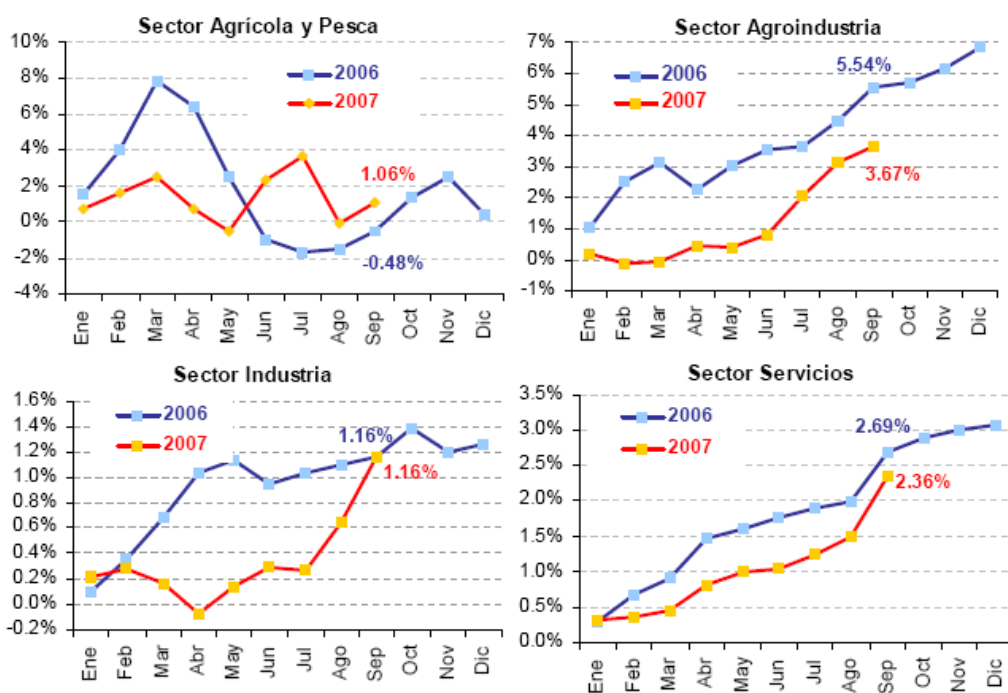 Sector Agrícola y Pesca
10%
8%
6%
4%
2%
0%
-2%
-4%
2006
2007
1.06%
-0.48%
Ene
Feb
Mar
Abr
May
Jun
Jul
Ago
Sep
Oct
Nov
Dic
Sector Agroindustria
7%
6%
5%
4%
3%
2%
1%
0%
-1%
2006
2007
5.54%
3.67%
Ene
Feb
Mar
Abr
May
Jun
Jul
Ago
Sep
Oct
Nov
Dic
Sector Industria
1.6%
1.4%
1.2%
1.0%
0.8%
0.6%
0.4%
0.2%
0.0%
-0.2%
2006
2007
1.16%
1.16%
Ene
Feb
Mar
Abr
May
Jun
Jul
Ago
Sep
Oct
Nov
Dic
Sector Servicios
3.5%
3.0%
2.5%
2.0%
1.5%
1.0%
0.5%
0.0%
2006
2007
2.69%
2.36%
Ene
Feb
Mar
Abr
May
Jun
Jul
Ago
Sep
Oct
Nov
Dic